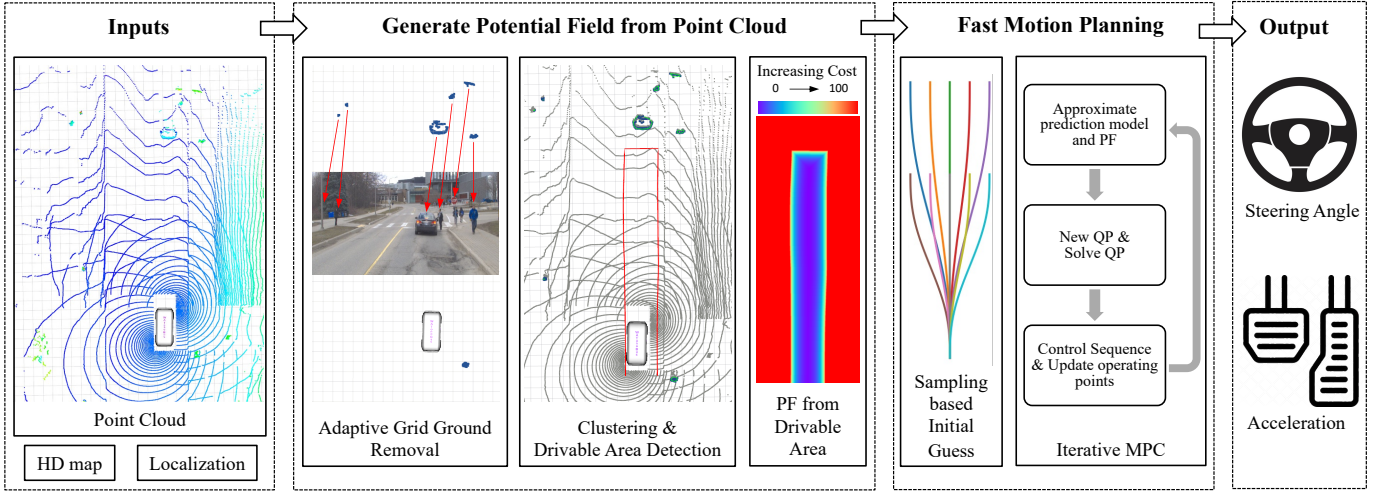 Inputs
Generate Potential Field from Point Cloud
Fast Motion Planning
Output
Point Cloud
HD map
Localization
Adaptive Grid Ground
Removal
Clustering &
Drivable Area Detection
Increasing Cost
0
100
PF from
Drivable
Area
Sampling
based
Initial
Guess
Approximate
prediction model
and PF
New QP &
Solve QP
Control Sequence
& Update operating
points
Iterative MPC
Steering Angle
Acceleration